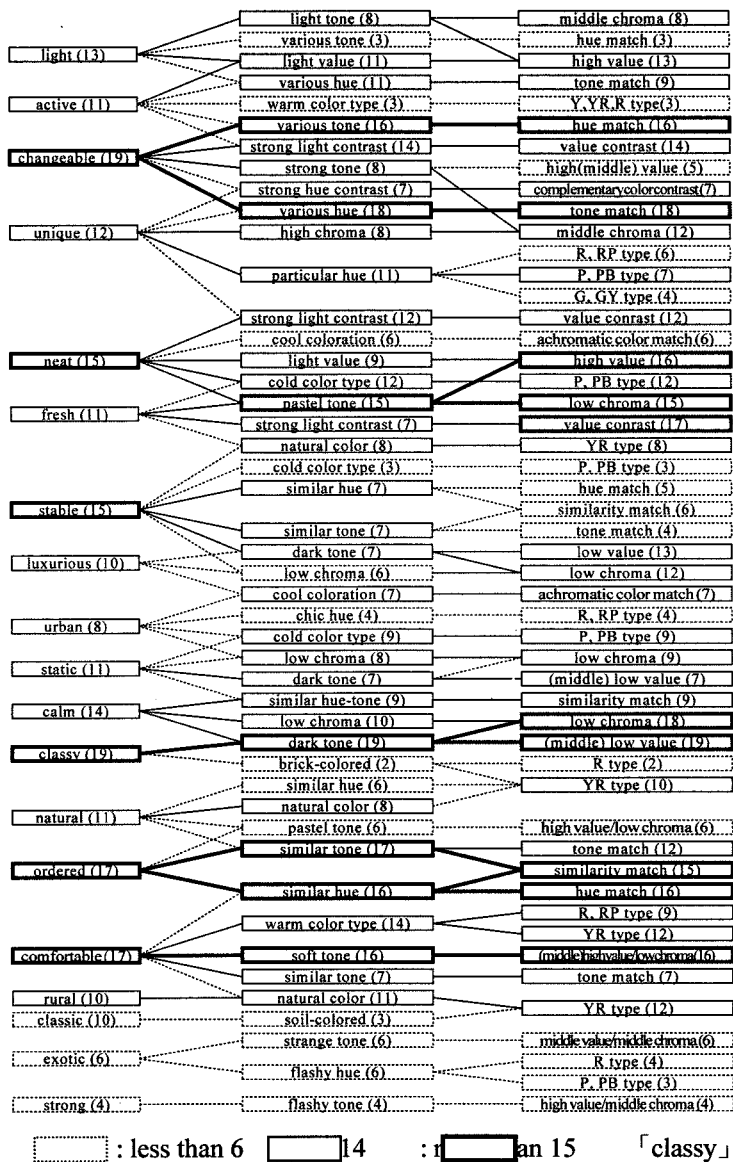 light (13)
active (11)
changeable (19)
unique (12)
neat (15)
fresh (11)
stable (15)
luxurious (10)
urban (8)
static (11)
calm (14)
classy (19)
natural (11)
ordered (17)
comfortable (17)
rural (10)
classic (10)
exotic (6)
strong (4)
light tone (8)
various tone (3)
light value (11)
various hue (11)
warm color type (3)
various tone (16)
strong light contrast (14)
strong tone (8)
strong hue contrast (7)
various hue (18)
high chroma (8)
particular hue (11)
strong light contrast (12)
cool coloration (6)
light value (9)
cold color type (12)
pastel tone (15)
strong light contrast (7)
natural color (8)
cold color type (3)
similar hue (7)
similar tone (7)
dark tone (7)
low chroma (6)
cool coloration (7)
chic hue (4)
cold color type (9)
low chroma (8)
dark tone (7)
similar hue-tone (9)
low chroma (10)
dark tone (19)
brick-colored (2)
similar hue (6)
natural color (8)
pastel tone (6)
similar tone (17)
similar hue (16)
warm color type (14)
soft tone (16)
similar tone (7)
natural color (11)
soil-colored (3)
strange tone (6)
flashy hue (6)
flashy tone (4)
middle chroma (8)
hue match (3)
high value (13)
tone match (9)
Y,YR,R type(3)
hue match (16)
value contrast (14)
high(middle) value (5)
complementary color contrast (7)
tone match (18)
middle chroma (12)
R, RP type (6)
P, PB type (7)
G, GY type (4)
value conrast (12)
achromatic color match (6)
high value (16)
P, PB type (12)
low chroma (15)
value conrast (17)
YR type (8)
P, PB type (3)
hue match (5)
similarity match (6)
tone match (4)
low value (13)
low chroma (12)
achromatic color match (7)
R, RP type (4)
P, PB type (9)
low chroma (9)
(middle) low value (7)
similarity match (9)
low chroma (18)
(middle) low value (19)
R type (2)
YR type (10)
high value/low chroma (6)
tone match (12)
similarity match (15)
hue match (16)
R, RP type (9)
YR type (12)
(middle) high value/low chroma (16)
tone match (7)
YR type (12)
middle value/middle chroma (6)
R type (4)
P, PB type (3)
high value/middle chroma (4)
: less than 6 14 : an 15 「classy」